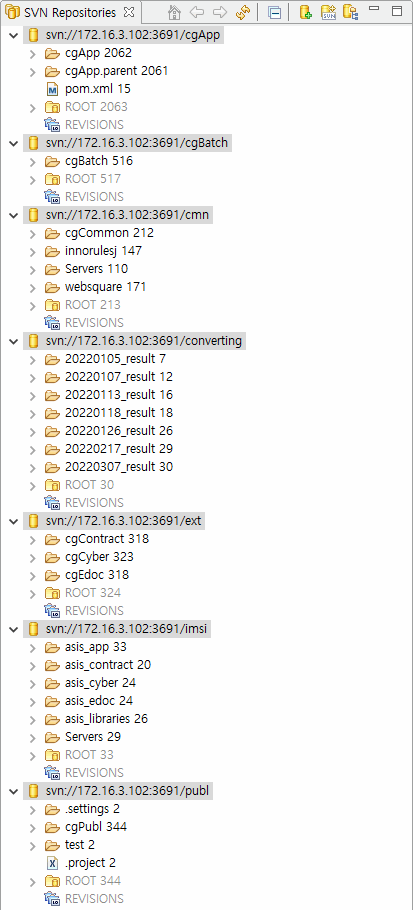 SVN Repositories
svn://172.16.3.102:3691/cgApp
cgApp 2062
cgApp.parent 2061
pom.xml 15
ROOT 2063
REVISIONS
svn://172.16.3.102:3691/cgBatch
cgBatch 516
ROOT 517
REVISIONS
svn://172.16.3.102:3691/cmn
cgCommon 212
innorulesj 147
Servers 110
websquare 171
ROOT 213
REVISIONS
svn://172.16.3.102:3691/converting
20220105_result 7
20220107_result 12
20220113_result 16
20220118_result 18
20220126_result 26
20220217_result 29
20220307_result 30
ROOT 30
REVISIONS
svn://172.16.3.102:3691/ext
cgContract 318
cgCyber 323
cgEdoc 318
ROOT 324
REVISIONS
svn://172.16.3.102:3691/imsi
asis_app 33
asis_contract 20
asis_cyber 24
asis_edoc 24
asis_libraries 26
Servers 29
ROOT 33
REVISIONS
svn://172.16.3.102:3691/publ
.settings 2
cgPubl 344
test 2
.project 2
ROOT 344
REVISIONS